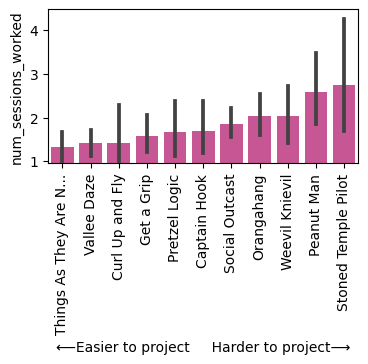 num_sessions_worked
4
3
2
1
Things As They Are N...
Vallee Daze
Curl Up and Fly
Get a Grip
Pretzel Logic
Captain Hook
Social Outcast
Orangahang
Weevil Knievil
Peanut Man
Stoned Temple Pilot
⟵Easier to project     Harder to project⟶